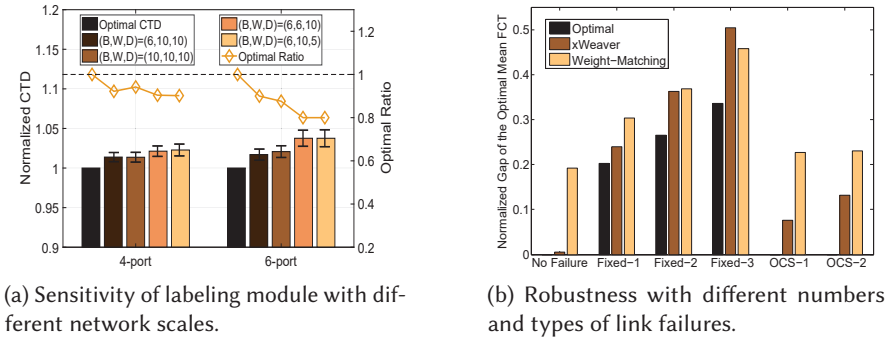 1.2
1.15
1.1
1.05
1
0.95
0.9
Normalized CTD
Optimal CTD
(B,W,D)=(6,10,10)
(B,W,D)=(10,10,10)
(B,W,D)=(6,6,10)
(B,W,D)=(6,10,5)
Optimal Ratio
1
0.8
0.6
0.4
0.2
Optimal Ratio
4-port
6-port
(a) Sensitivity of labeling module with dif-
ferent network scales.
Normalized Gap of the Optimal Mean FCT
0.5
0.4
0.3
0.2
0.1
0
Optimal
xWeaver
Weight-Matching
No Failure
Fixed-1
Fixed-2
Fixed-3
OCS-1
OCS-2
(b) Robustness with different numbers
and types of link failures.